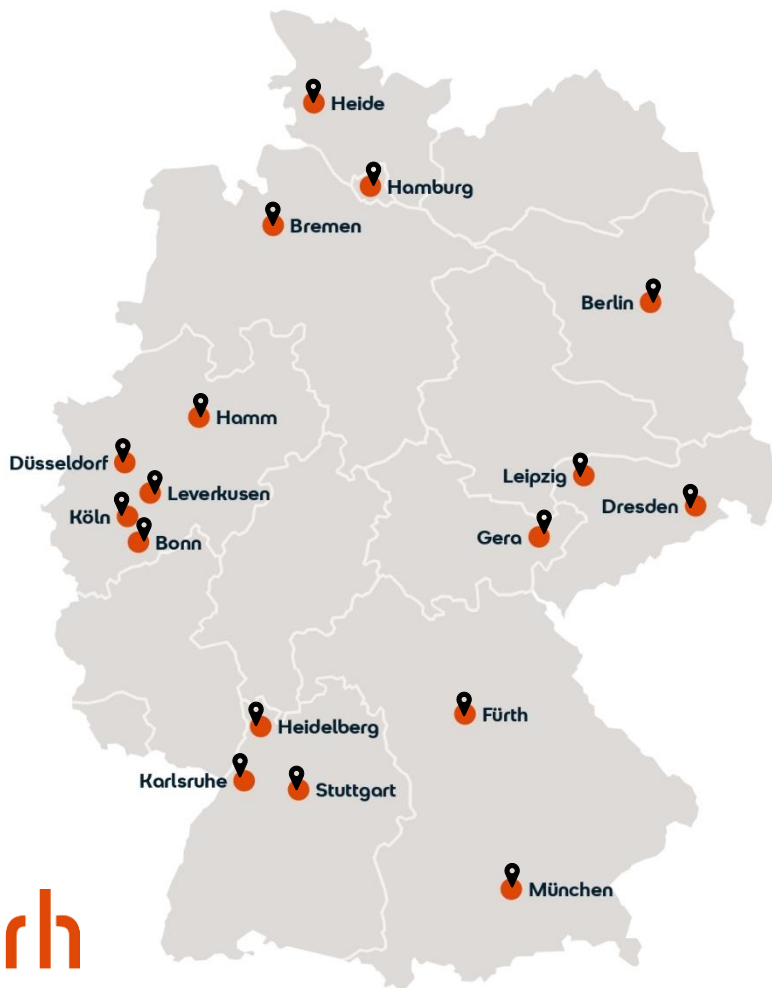 Heide
Hamburg
Bremen
Berlin
Hamm
Düsseldorf
Leipzig
Leverkusen
Dresden
Köln
Gera
Bonn
Fürth
Heidelberg
Karlsruhe
Stuttgart
München
rh